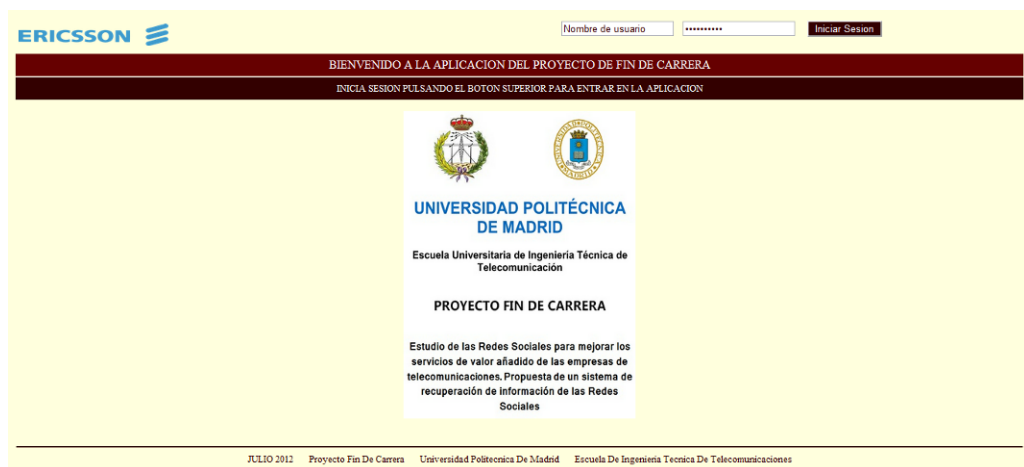 ERICSSON
Nombre de usuario •••••••••• Iniciar Sesion
BIENVENIDO A LA APLICACION DEL PROYECTO DE FIN DE CARRERA
INICIA SESION PULSANDO EL BOTON SUPERIOR PARA ENTRAR EN LA APLICACION
UNIVERSIDAD POLITÉCNICA
DE MADRID
Escuela Universitaria de Ingeniería Técnica de
Telecomunicación
PROYECTO FIN DE CARRERA
Estudio de las Redes Sociales para mejorar los
servicios de valor añadido de las empresas de
telecomunicaciones. Propuesta de un sistema de
recuperación de información de las Redes
Sociales
JULIO 2012 Proyecto Fin De Carrera Universidad Politecnica De Madrid Escuela De Ingenieria Tecnica De Telecomunicaciones